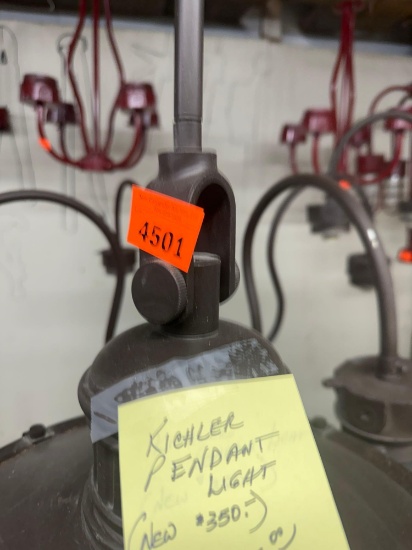 4501
KICHLER
PENDANT
LIGHT
(NEW $350.-)